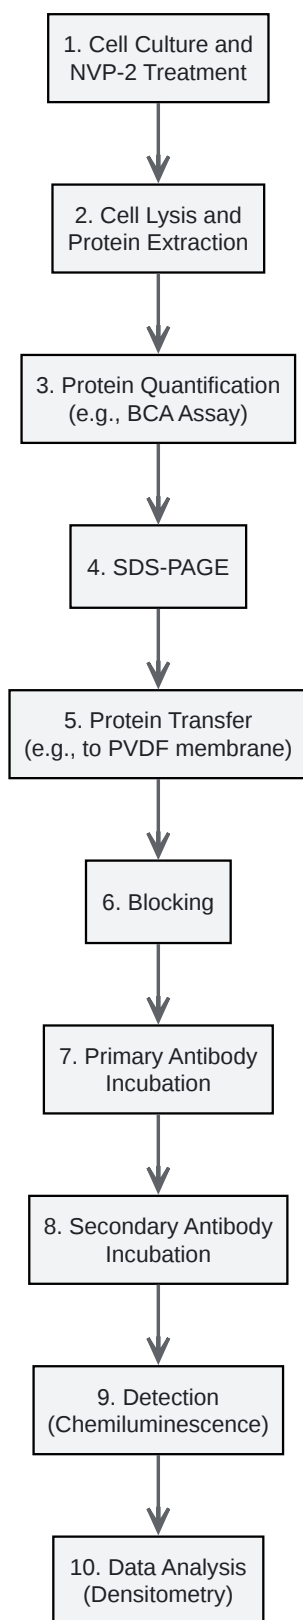 1. Cell Culture and
NVP-2 Treatment
2. Cell Lysis and
Protein Extraction
3. Protein Quantification
(e.g., BCA Assay)
4. SDS-PAGE
5. Protein Transfer
(e.g., to PVDF membrane)
6. Blocking
7. Primary Antibody
Incubation
8. Secondary Antibody
Incubation
9. Detection
(Chemiluminescence)
10. Data Analysis
(Densitometry)